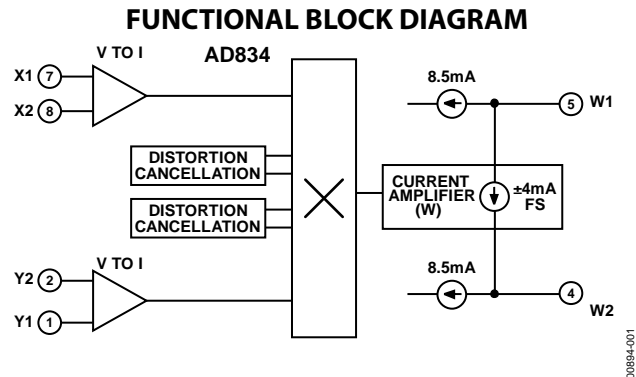 FUNCTIONAL BLOCK DIAGRAM
V TO I
AD834
8.5mA
X1 7
X2 8
5 W1
DISTORTION
CANCELLATION
DISTORTION
CANCELLATION
CURRENT
AMPLIFIER
(W)
±4mA
FS
V TO I
Y2 2
Y1 1
8.5mA
4
W2
00894-001